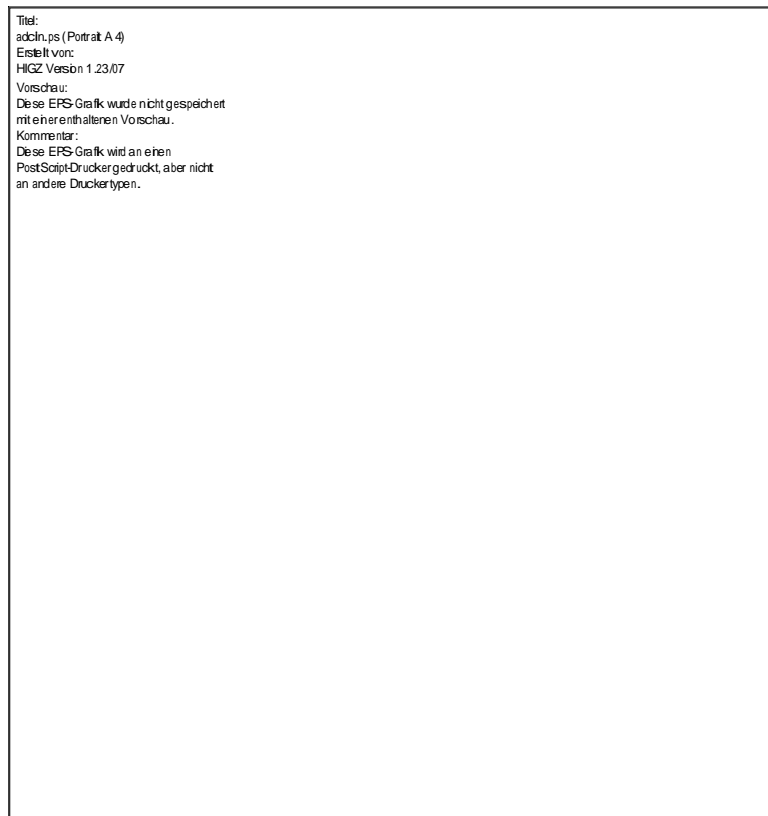 Titel:
adcln.ps (Portrait A 4)
Erstellt von:
HIGZ Version 1.23/07
Vorschau:
Diese EPS-Grafik wurde nicht gespeichert
mit einer enthaltenen Vorschau.
Kommentar:
Diese EPS-Grafik wird an einen
PostScript-Drucker gedruckt, aber nicht
an andere Druckertypen.